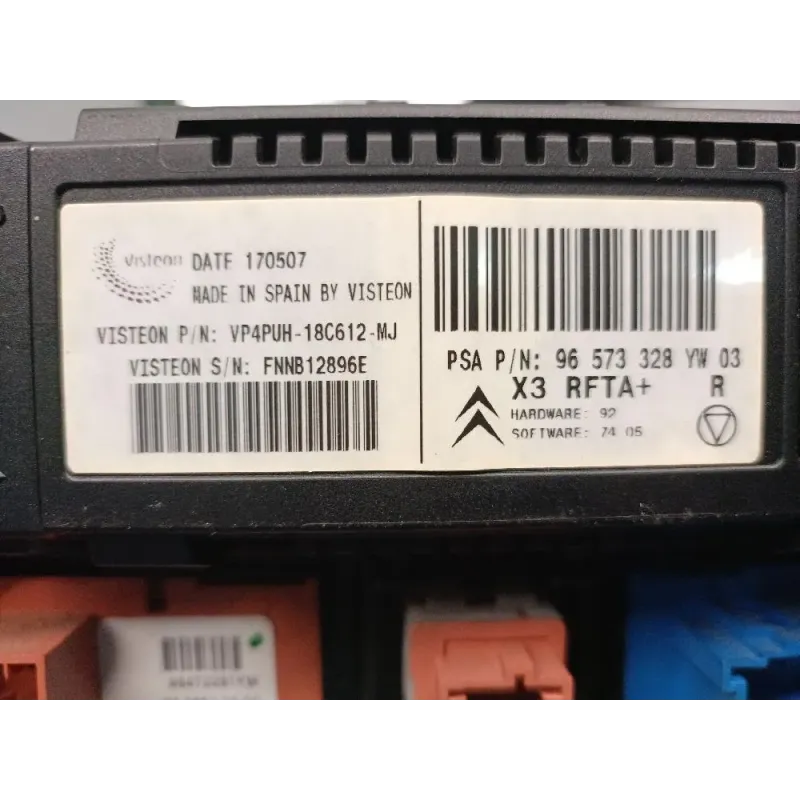 Visteon DATE 170507
MADE IN SPAIN BY VISTEON
VISTEON P/N: VP4PUH-18C612-MJ
VISTEON S/N: FNNB12896E
PSA P/N: 96 573 328 YW 03
X3 RFTA+ R
HARDWARE: 92
SOFTWARE: 74 05